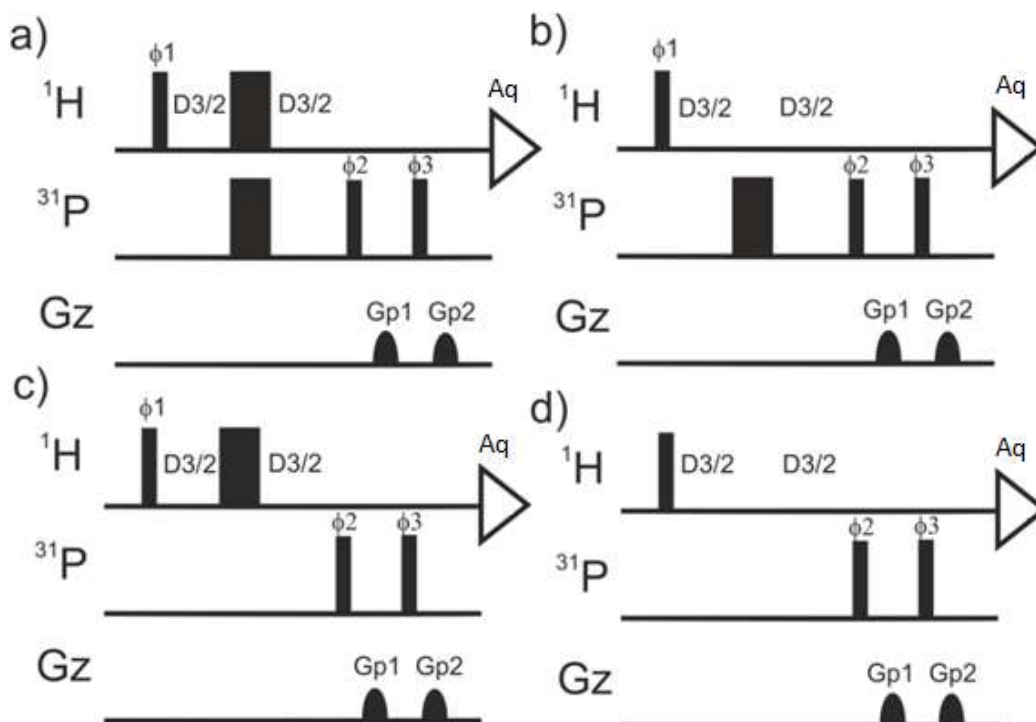 a)
ϕ1
¹H D3/2 D3/2 Aq
³¹P ϕ2 ϕ3
Gz Gp1 Gp2
b)
ϕ1
¹H D3/2 D3/2 Aq
³¹P ϕ2 ϕ3
Gz Gp1 Gp2
c)
ϕ1
¹H D3/2 D3/2 Aq
³¹P ϕ2 ϕ3
Gz Gp1 Gp2
d)
¹H D3/2 D3/2 Aq
³¹P ϕ2 ϕ3
Gz Gp1 Gp2